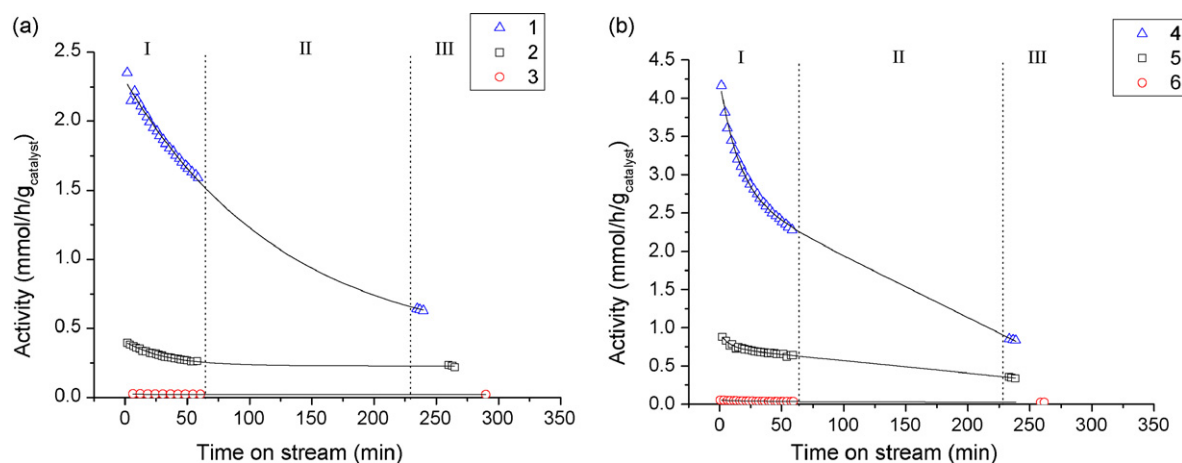 (a)
I II III
1
2
3
2.5
2.0
1.5
1.0
0.5
0.0
Activity (mmol/h/gcatalyst)
0 50 100 150 200 250 300 350
Time on stream (min)
(b)
I II III
4
5
6
4.5
4.0
3.5
3.0
2.5
2.0
1.5
1.0
0.5
0.0
Activity (mmol/h/gcatalyst)
0 50 100 150 200 250 300 350
Time on stream (min)